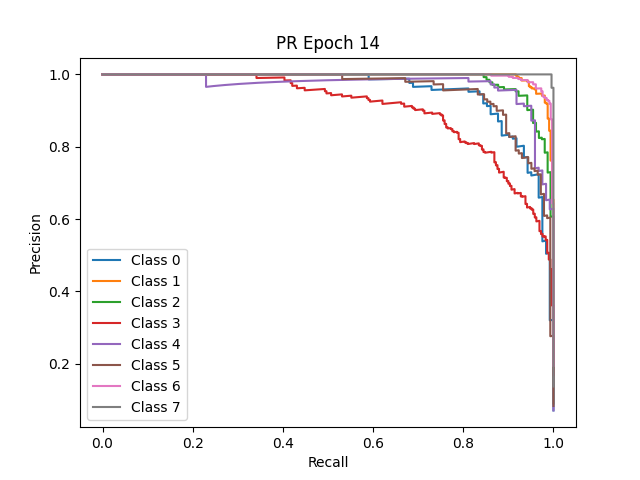 PR Epoch 14
1.0
0.8
0.6
0.4
0.2
Precision
Class 0
Class 1
Class 2
Class 3
Class 4
Class 5
Class 6
Class 7
0.0 0.2 0.4 0.6 0.8 1.0
Recall